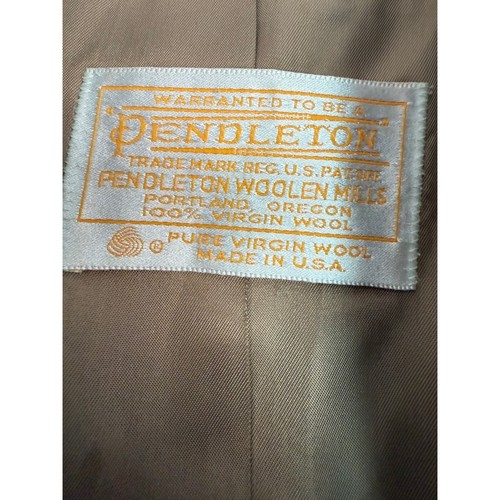 WARRANTED TO BE A
"PENDLETON"
TRADE MARK REG. U.S. PAT. OFF.
PENDLETON WOOLEN MILLS
PORTLAND, OREGON
100% VIRGIN WOOL
R PURE VIRGIN WOOL
MADE IN U.S.A.